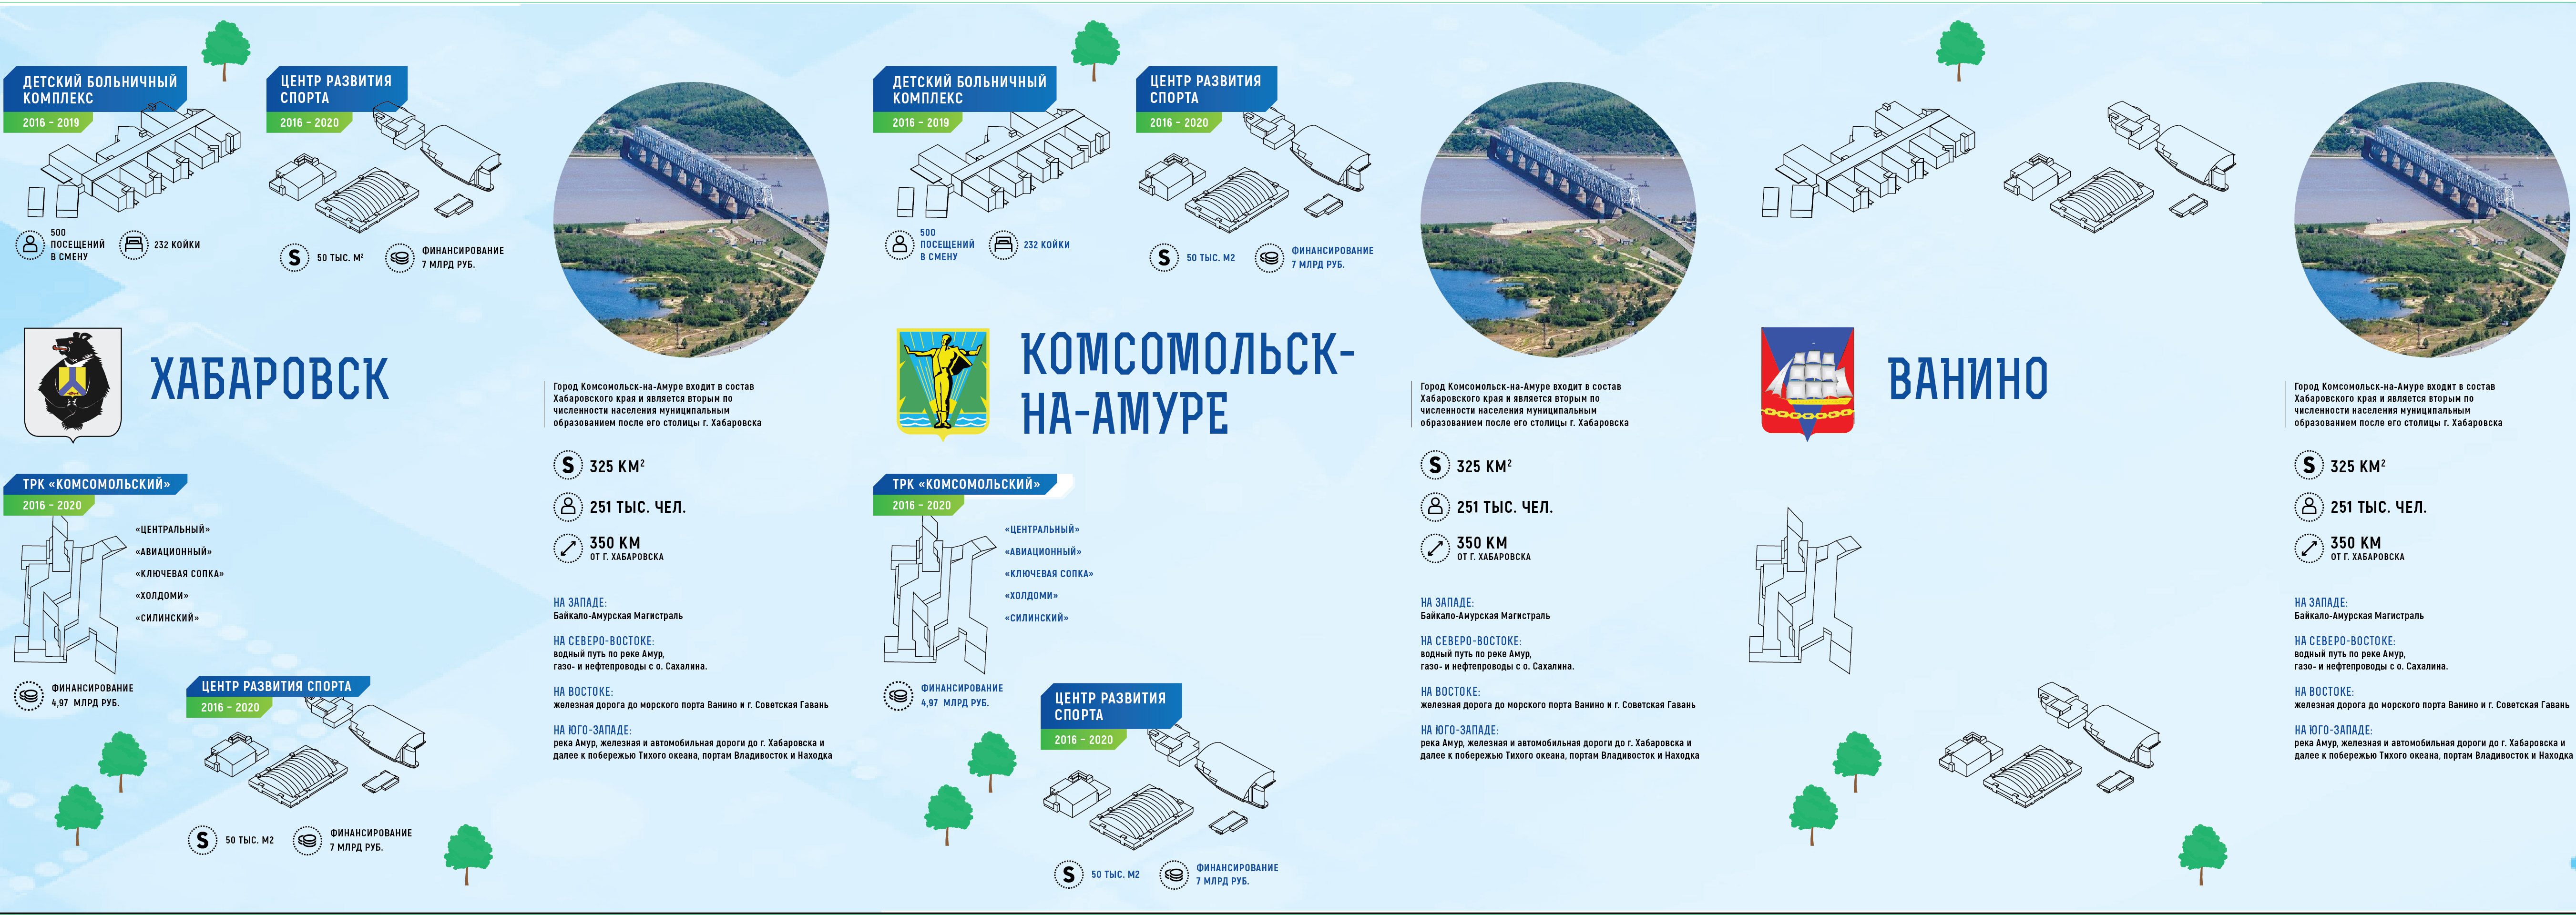 ДЕТСКИЙ БОЛЬНИЧНЫЙ
КОМПЛЕКС
2016 – 2019
500
ПОСЕЩЕНИЙ
В СМЕНУ
232 КОЙКИ
ЦЕНТР РАЗВИТИЯ
СПОРТА
2016 – 2020
50 ТЫС. М²
ФИНАНСИРОВАНИЕ
7 МЛРД РУБ.
ХАБАРОВСК
ТРК «КОМСОМОЛЬСКИЙ»
2016 – 2020
«ЦЕНТРАЛЬНЫЙ»
«АВИАЦИОННЫЙ»
«КЛЮЧЕВАЯ СОПКА»
«ХОЛДОМИ»
«СИЛИНСКИЙ»
ФИНАНСИРОВАНИЕ
4,97 МЛРД РУБ.
ЦЕНТР РАЗВИТИЯ СПОРТА
2016 – 2020
S
50 ТЫС. М2
ФИНАНСИРОВАНИЕ
7 МЛРД РУБ.
Город Комсомольск-на-Амуре входит в состав
Хабаровского края и является вторым по
численности населения муниципальным
образованием после его столицы г. Хабаровска
S
325 КМ²
251 ТЫС. ЧЕЛ.
350 КМ
ОТ Г. ХАБАРОВСКА
НА ЗАПАДЕ:
Байкало-Амурская Магистраль
НА СЕВЕРО-ВОСТОКЕ:
водный путь по реке Амур,
газо- и нефтепроводы с о. Сахалина.
НА ВОСТОКЕ:
железная дорога до морского порта Ванино и г. Советская Гавань
НА ЮГО-ЗАПАДЕ:
река Амур, железная и автомобильная дороги до г. Хабаровска и
далее к побережью Тихого океана, портам Владивосток и Находка
ДЕТСКИЙ БОЛЬНИЧНЫЙ
КОМПЛЕКС
2016 – 2019
500
ПОСЕЩЕНИЙ
В СМЕНУ
232 КОЙКИ
ЦЕНТР РАЗВИТИЯ
СПОРТА
2016 – 2020
S
50 ТЫС. М2
ФИНАНСИРОВАНИЕ
7 МЛРД РУБ.
КОМСОМОЛЬСК-
НА-АМУРЕ
ТРК «КОМСОМОЛЬСКИЙ»
2016 – 2020
«ЦЕНТРАЛЬНЫЙ»
«АВИАЦИОННЫЙ»
«КЛЮЧЕВАЯ СОПКА»
«ХОЛДОМИ»
«СИЛИНСКИЙ»
ФИНАНСИРОВАНИЕ
4,97 МЛРД РУБ.
ЦЕНТР РАЗВИТИЯ
СПОРТА
2016 – 2020
S
50 ТЫС. М2
ФИНАНСИРОВАНИЕ
7 МЛРД РУБ.
Город Комсомольск-на-Амуре входит в состав
Хабаровского края и является вторым по
численности населения муниципальным
образованием после его столицы г. Хабаровска
S
325 КМ²
251 ТЫС. ЧЕЛ.
350 КМ
ОТ Г. ХАБАРОВСКА
НА ЗАПАДЕ:
Байкало-Амурская Магистраль
НА СЕВЕРО-ВОСТОКЕ:
водный путь по реке Амур,
газо- и нефтепроводы с о. Сахалина.
НА ВОСТОКЕ:
железная дорога до морского порта Ванино и г. Советская Гавань
НА ЮГО-ЗАПАДЕ:
река Амур, железная и автомобильная дороги до г. Хабаровска и
далее к побережью Тихого океана, портам Владивосток и Находка
ВАНИНО
Город Комсомольск-на-Амуре входит в состав
Хабаровского края и является вторым по
численности населения муниципальным
образованием после его столицы г. Хабаровска
S
325 КМ²
251 ТЫС. ЧЕЛ.
350 КМ
ОТ Г. ХАБАРОВСКА
НА ЗАПАДЕ:
Байкало-Амурская Магистраль
НА СЕВЕРО-ВОСТОКЕ:
водный путь по реке Амур,
газо- и нефтепроводы с о. Сахалина.
НА ВОСТОКЕ:
железная дорога до морского порта Ванино и г. Советская Гавань
НА ЮГО-ЗАПАДЕ:
река Амур, железная и автомобильная дороги до г. Хабаровска и
далее к побережью Тихого океана, портам Владивосток и Находка